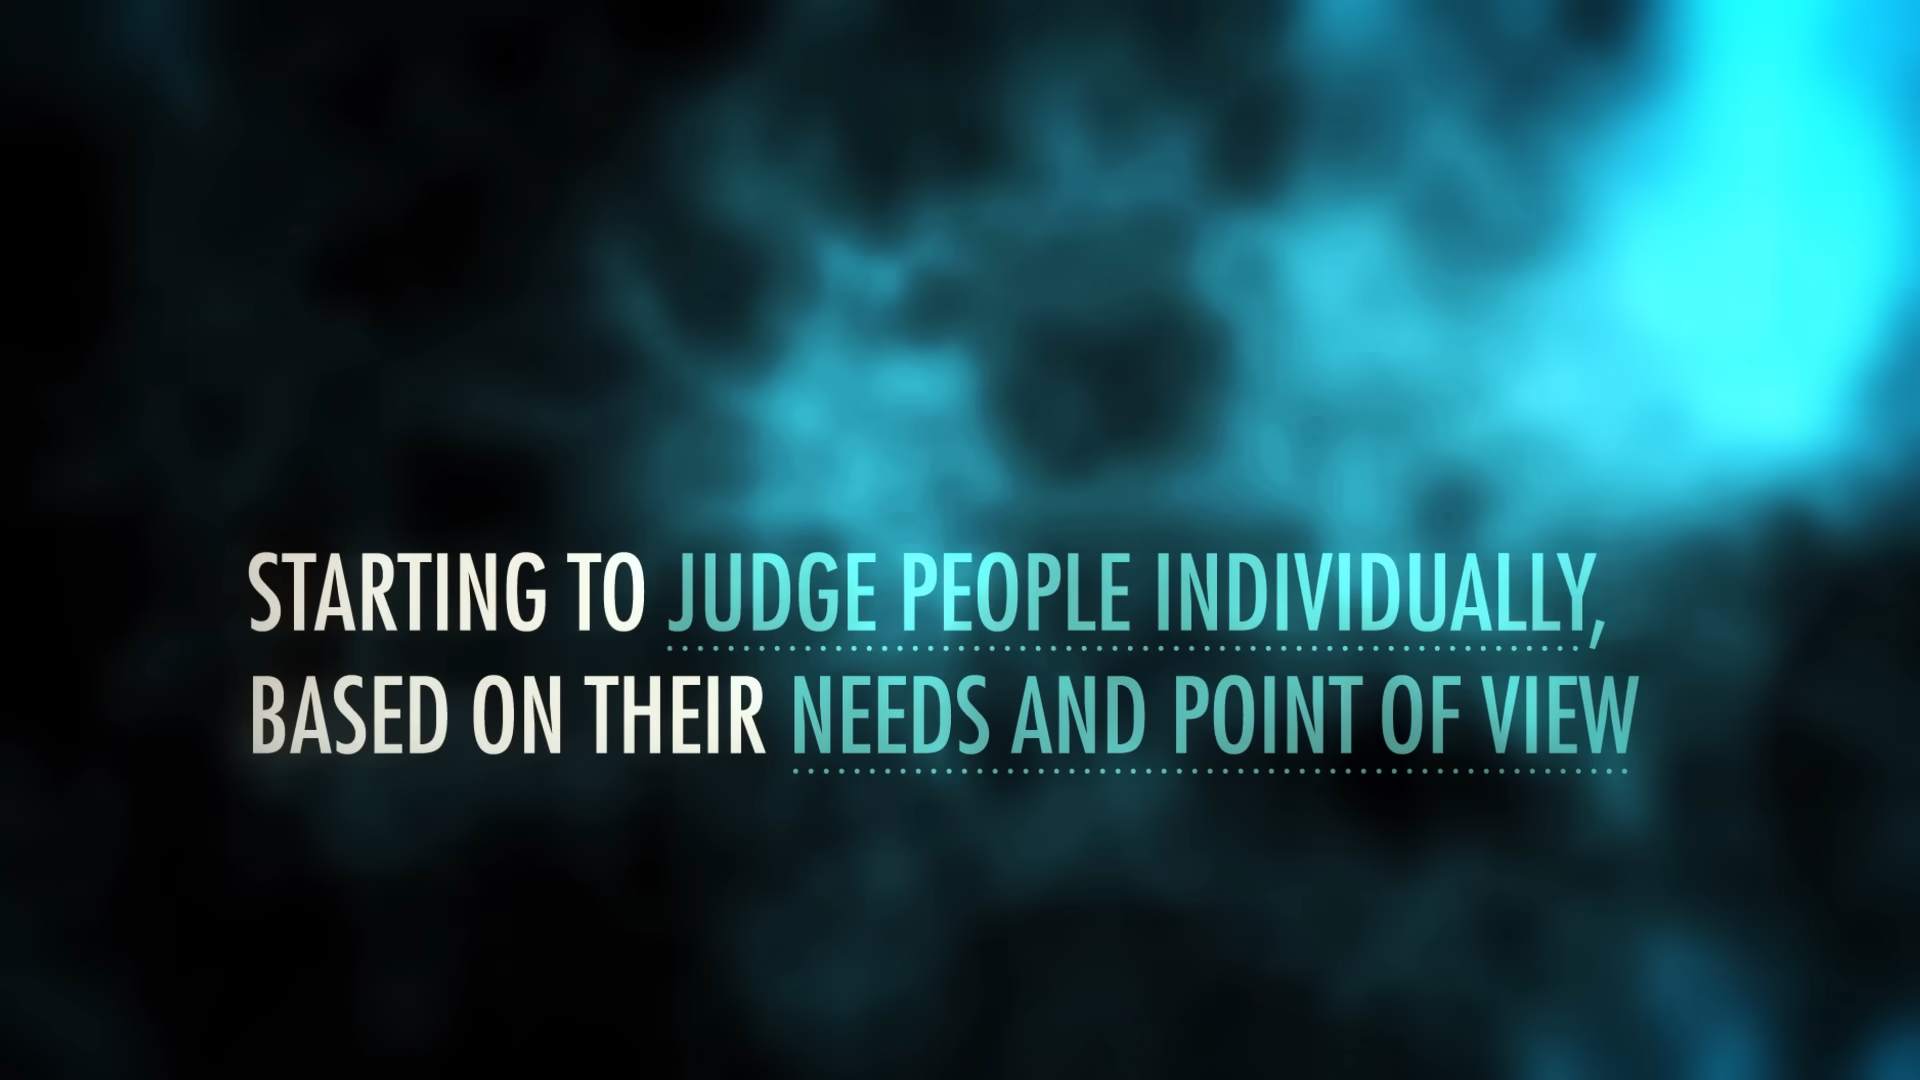 STARTING TO JUDGE PEOPLE INDIVIDUALLY,
BASED ON THEIR NEEDS AND POINT OF VIEW